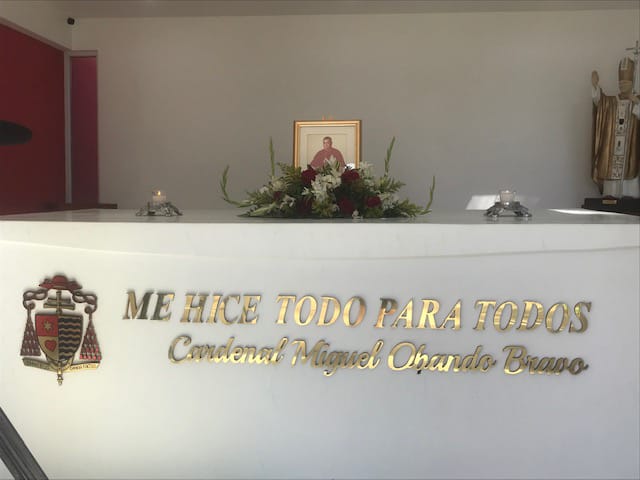 ME HICE TODO PARA TODOS
Cardenal Miguel Obando Bravo